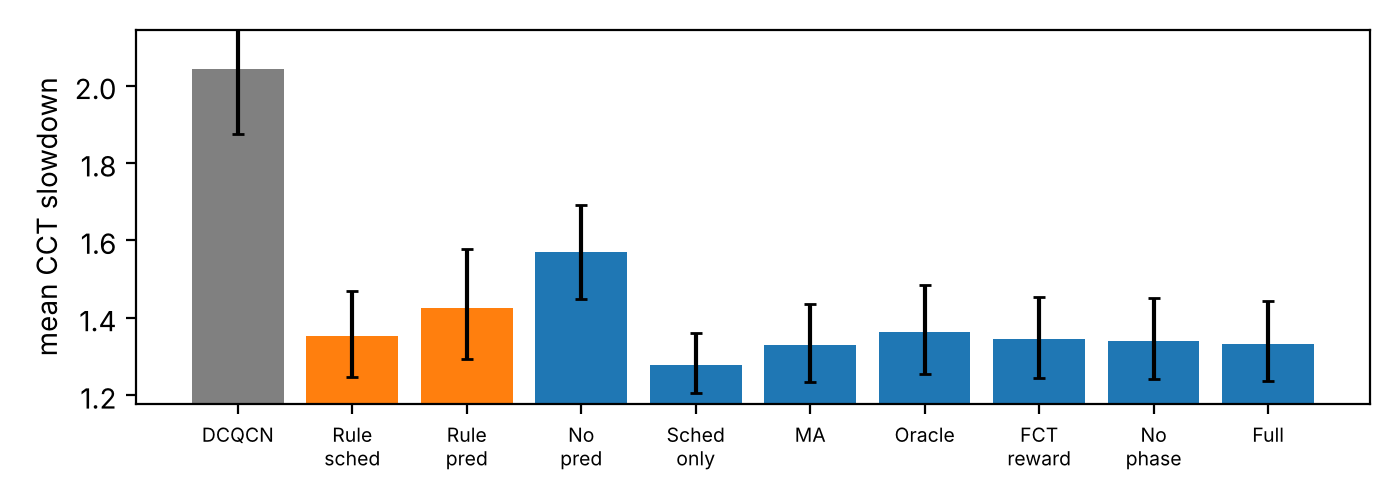 mean CCT slowdown
2.0
1.8
1.6
1.4
1.2
DCQCN
Rule
sched
Rule
pred
No
pred
Sched
only
MA
Oracle
FCT
reward
No
phase
Full